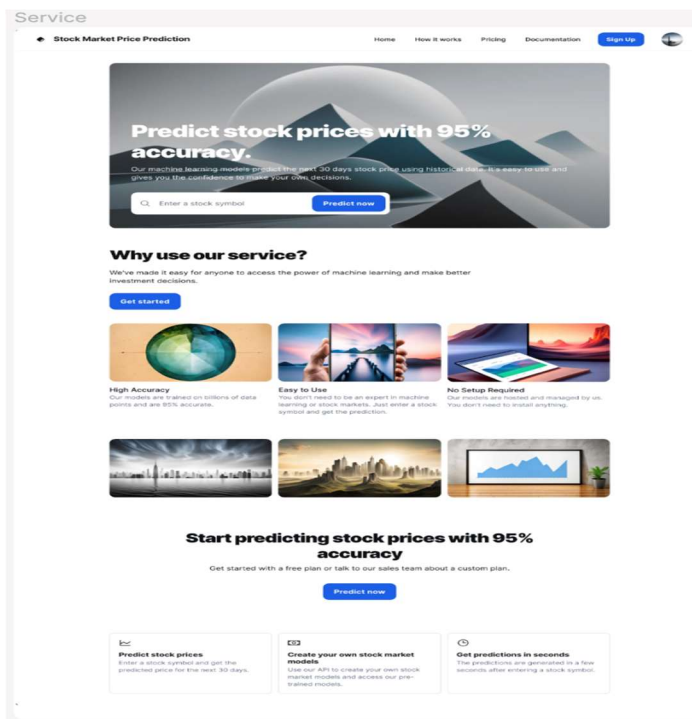 Service
Stock Market Price Prediction
Home
How it works
Pricing
Documentation
Sign Up
Predict stock prices with 95%
accuracy.
Our machine learning models predict the next 30 days stock price using historical data. It's easy to use and
gives you the confidence to make your own decisions.
Enter a stock symbol
Predict now
Why use our service?
We've made it easy for anyone to access the power of machine learning and make better
investment decisions.
Get started
High Accuracy
Our models are trained on billions of data
points and are 95% accurate.
Easy to Use
You don't need to be an expert in machine
learning or stock markets. Just enter a stock
symbol and get the prediction.
No Setup Required
Our models are hosted and managed by us.
You don't need to install anything.
Start predicting stock prices with 95%
accuracy
Get started with a free plan or talk to our sales team about a custom plan.
Predict now
Predict stock prices
Enter a stock symbol and get the
predicted price for the next 30 days.
Create your own stock market
models
Use our API to create your own stock
market models and access our pre-
trained models.
Get predictions in seconds
The predictions are generated in a few
seconds after entering a stock symbol.